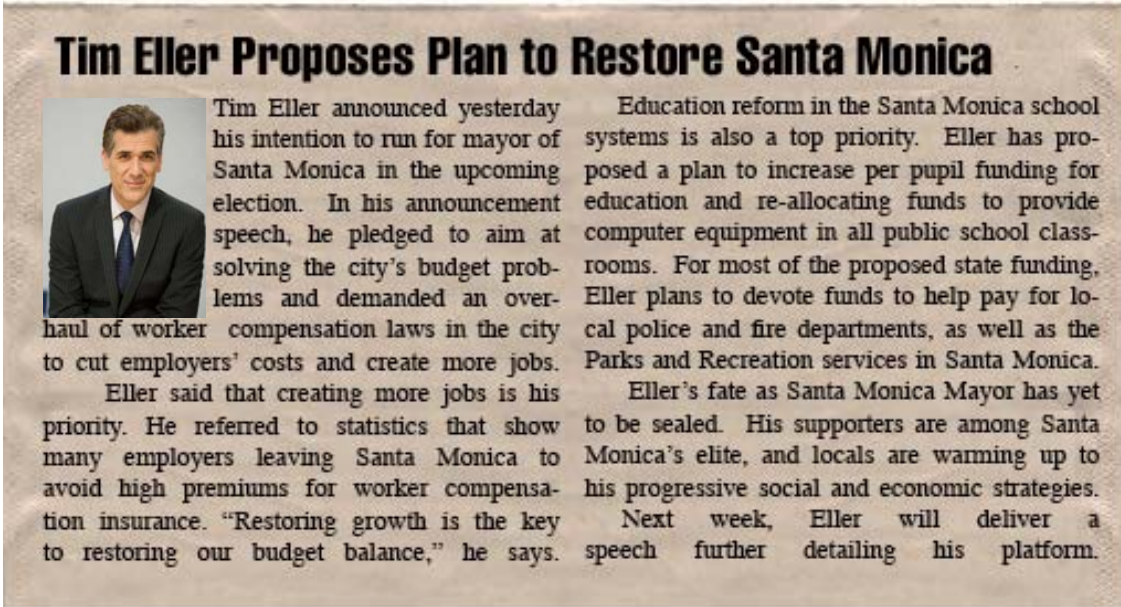 Tim Eller Proposes Plan to Restore Santa Monica
Tim Eller announced yesterday
his intention to run for mayor of
Santa Monica in the upcoming
election. In his announcement
speech, he pledged to aim at
solving the city's budget prob-
lems and demanded an over-
haul of worker compensation laws in the city
to cut employers' costs and create more jobs.
Eller said that creating more jobs is his
priority. He referred to statistics that show
many employers leaving Santa Monica to
avoid high premiums for worker compensa-
tion insurance. “Restoring growth is the key
to restoring our budget balance,” he says.
Education reform in the Santa Monica school
systems is also a top priority. Eller has pro-
posed a plan to increase per pupil funding for
education and re-allocating funds to provide
computer equipment in all public school class-
rooms. For most of the proposed state funding,
Eller plans to devote funds to help pay for lo-
cal police and fire departments, as well as the
Parks and Recreation services in Santa Monica.
Eller's fate as Santa Monica Mayor has yet
to be sealed. His supporters are among Santa
Monica's elite, and locals are warming up to
his progressive social and economic strategies.
Next week, Eller will deliver a
speech further detailing his platform.